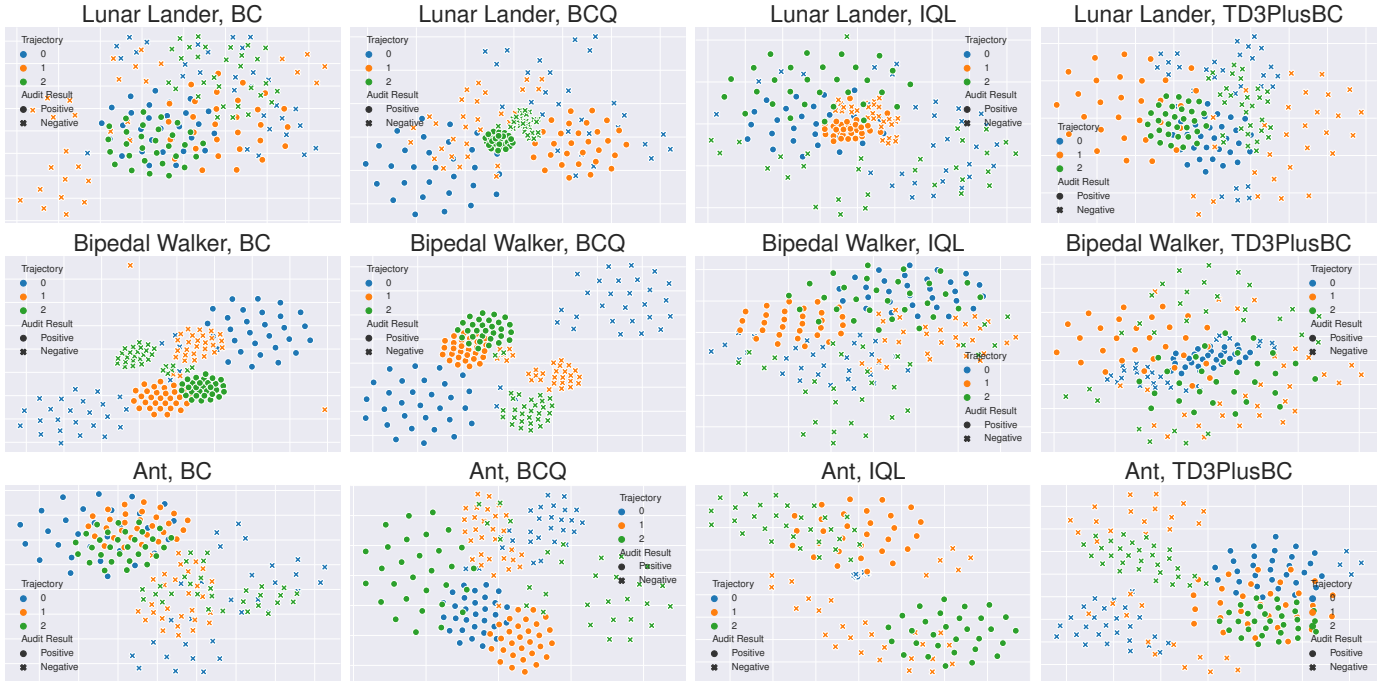 Lunar Lander, BC
Trajectory
0
1
2
Audit Result
Positive
Negative
Lunar Lander, BCQ
Trajectory
0
1
2
Audit Result
Positive
Negative
Lunar Lander, IQL
Trajectory
0
1
2
Audit Result
Positive
Negative
Lunar Lander, TD3PlusBC
Trajectory
0
1
2
Audit Result
Positive
Negative
Bipedal Walker, BC
Trajectory
0
1
2
Audit Result
Positive
Negative
Bipedal Walker, BCQ
Trajectory
0
1
2
Audit Result
Positive
Negative
Bipedal Walker, IQL
Trajectory
0
1
2
Audit Result
Positive
Negative
Bipedal Walker, TD3PlusBC
Trajectory
0
1
2
Audit Result
Positive
Negative
Ant, BC
Trajectory
0
1
2
Audit Result
Positive
Negative
Ant, BCQ
Trajectory
0
1
2
Audit Result
Positive
Negative
Ant, IQL
Trajectory
0
1
2
Audit Result
Positive
Negative
Ant, TD3PlusBC
Trajectory
0
1
2
Audit Result
Positive
Negative